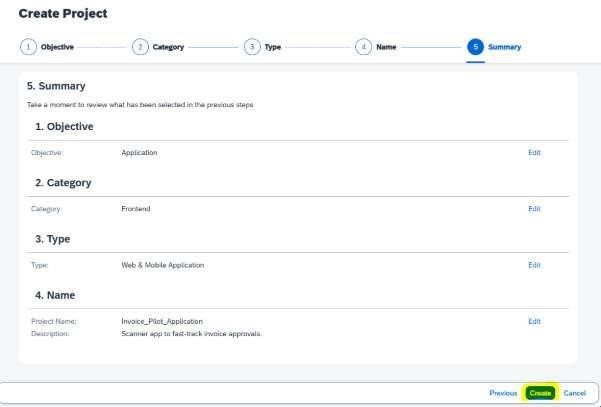 Create Project
1 Objective 2 Category 3 Type 4 Name 5 Summary
5. Summary
Take a moment to review what has been selected in the previous steps
1. Objective
Objective: Application Edit
2. Category
Category: Frontend Edit
3. Type
Type: Web & Mobile Application Edit
4. Name
Project Name: Invoice_Pilot_Application Edit
Description: Scanner app to fast-track invoice approvals.
Previous Create Cancel